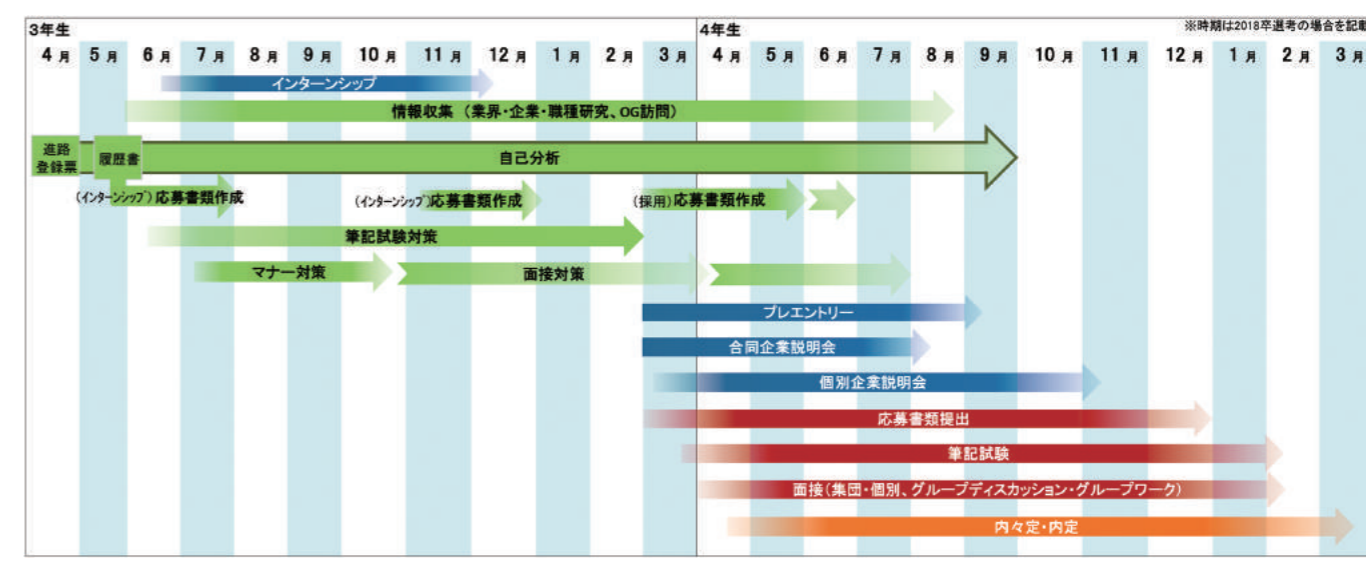 3年生
4年生
※時期は2018卒選考の場合を記載
4月 5月 6月 7月 8月 9月 10月 11月 12月 1月 2月 3月 4月 5月 6月 7月 8月 9月 10月 11月 12月 1月 2月 3月
インターンシップ
情報収集 (業界・企業・職種研究、OG訪問)
進路
登録票
履歴書
自己分析
(インターンシップ)応募書類作成
(インターンシップ)応募書類作成
(採用)応募書類作成
筆記試験対策
マナー対策
面接対策
プレエントリー
合同企業説明会
個別企業説明会
応募書類提出
筆記試験
面接(集団・個別、グループディスカッション・グループワーク)
内々定・内定